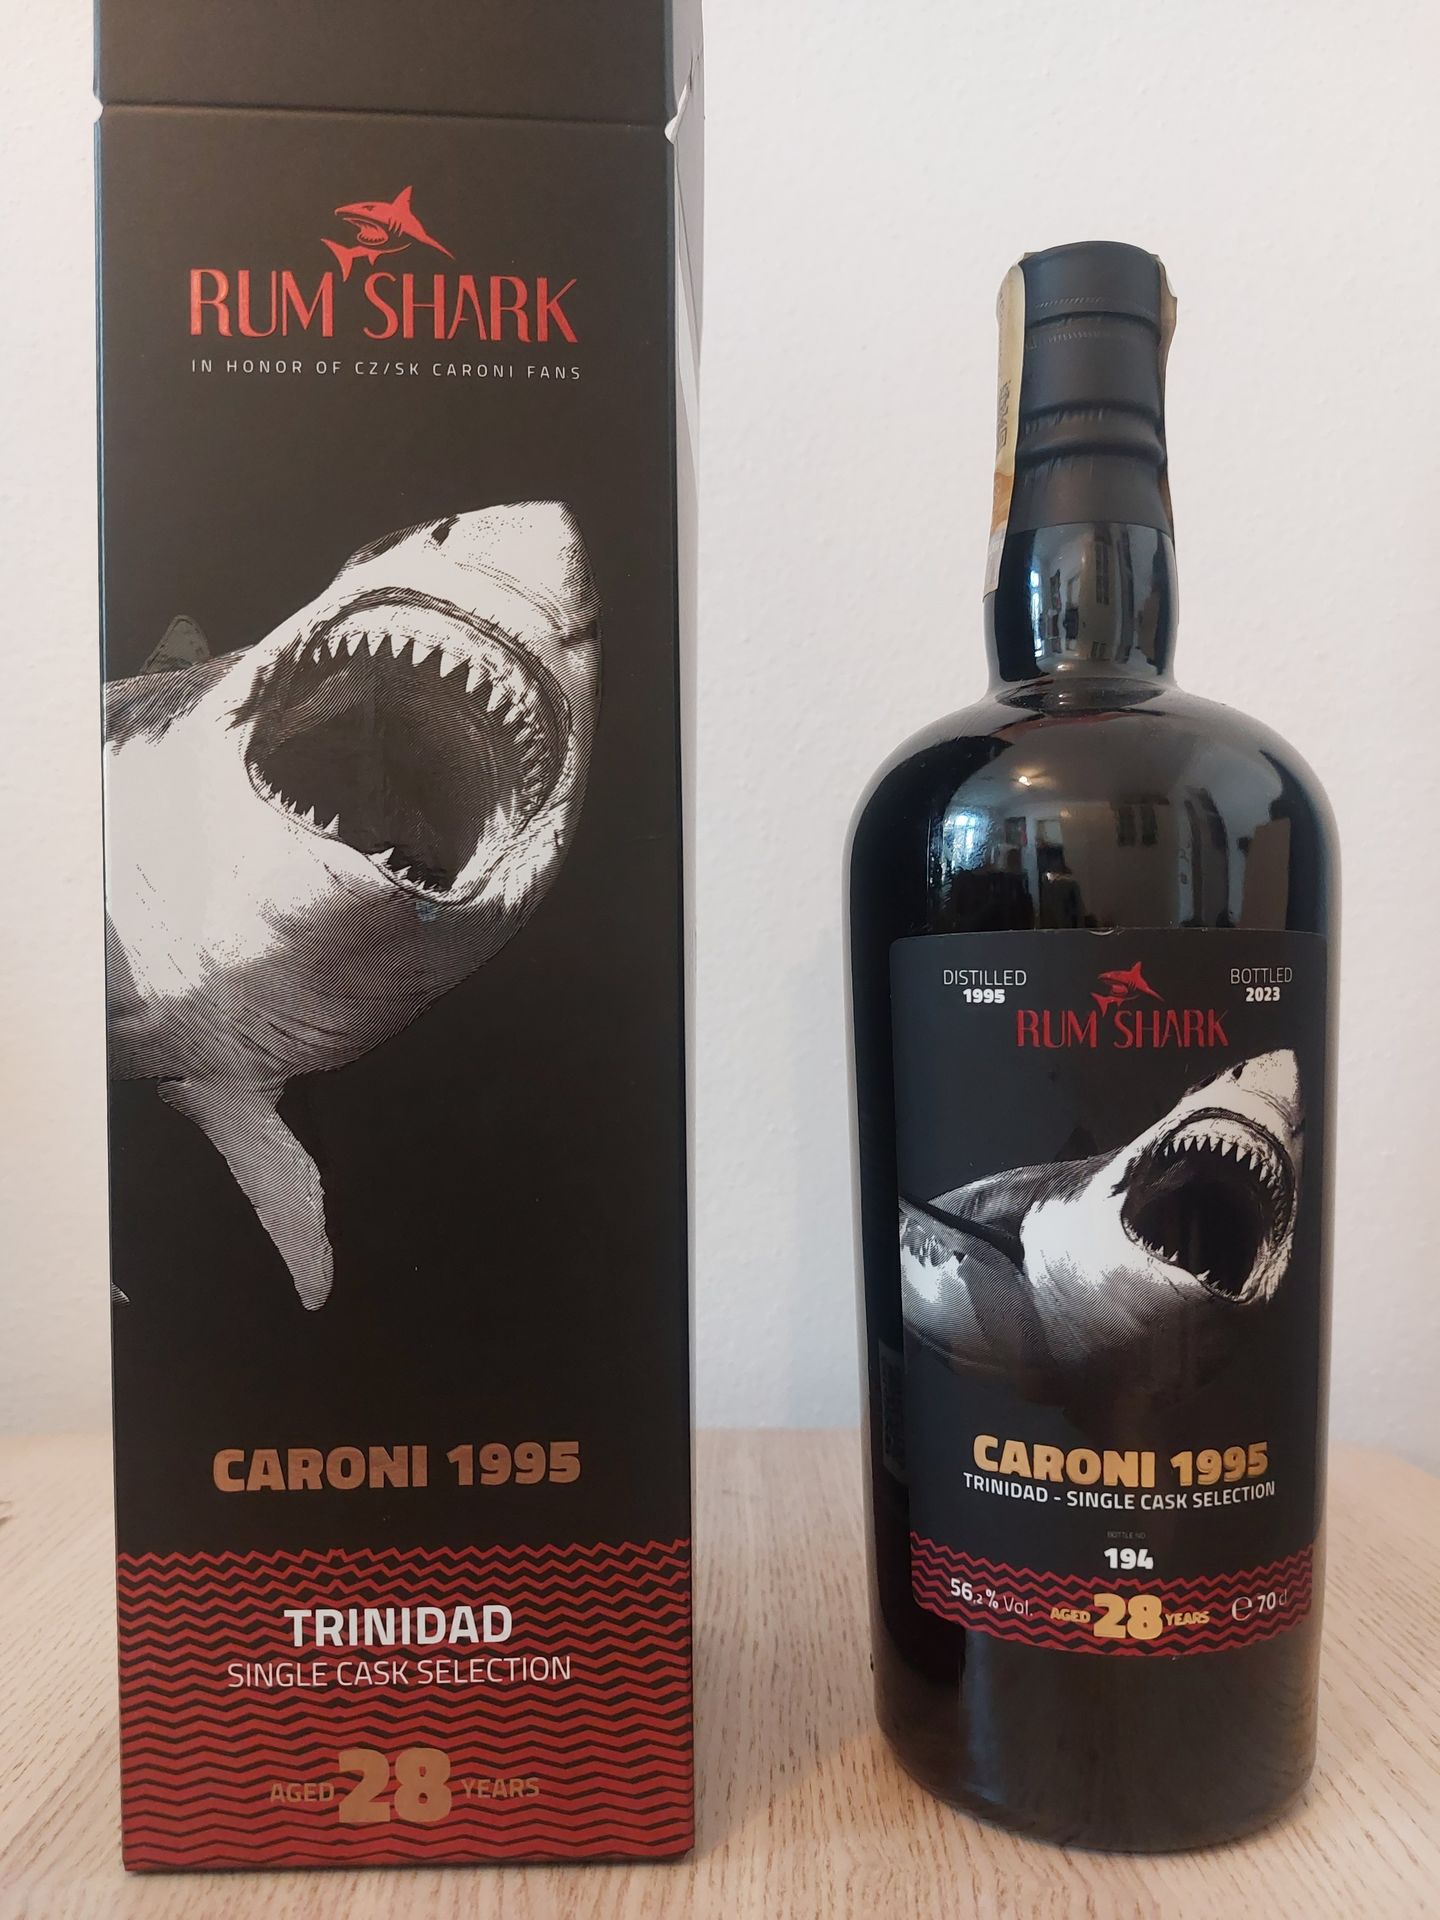 RUM SHARK
IN HONOR OF CZ/SK CARONI FANS
CARONI 1995
TRINIDAD
SINGLE CASK SELECTION
AGED 28 YEARS
DISTILLED
1995
BOTTLED
2023
RUM SHARK
CARONI 1995
TRINIDAD - SINGLE CASK SELECTION
BOTTLE NO.
194
56,2% Vol.
AGED 28 YEARS
℮ 70 cl